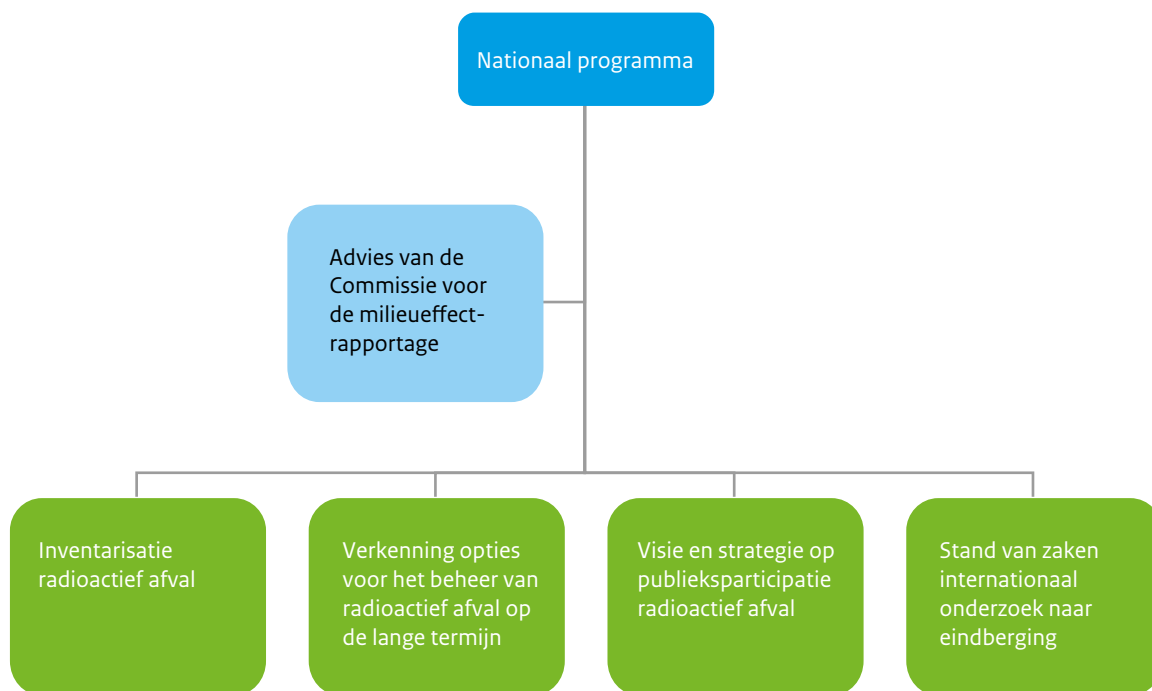 Nationaal programma
Advies van de
Commissie voor
de milieueffect-
rapportage
Inventarisatie
radioactief afval
Verkenning opties
voor het beheer van
radioactief afval op
de lange termijn
Visie en strategie op
publieksparticipatie
radioactief afval
Stand van zaken
internationaal
onderzoek naar
eindberging